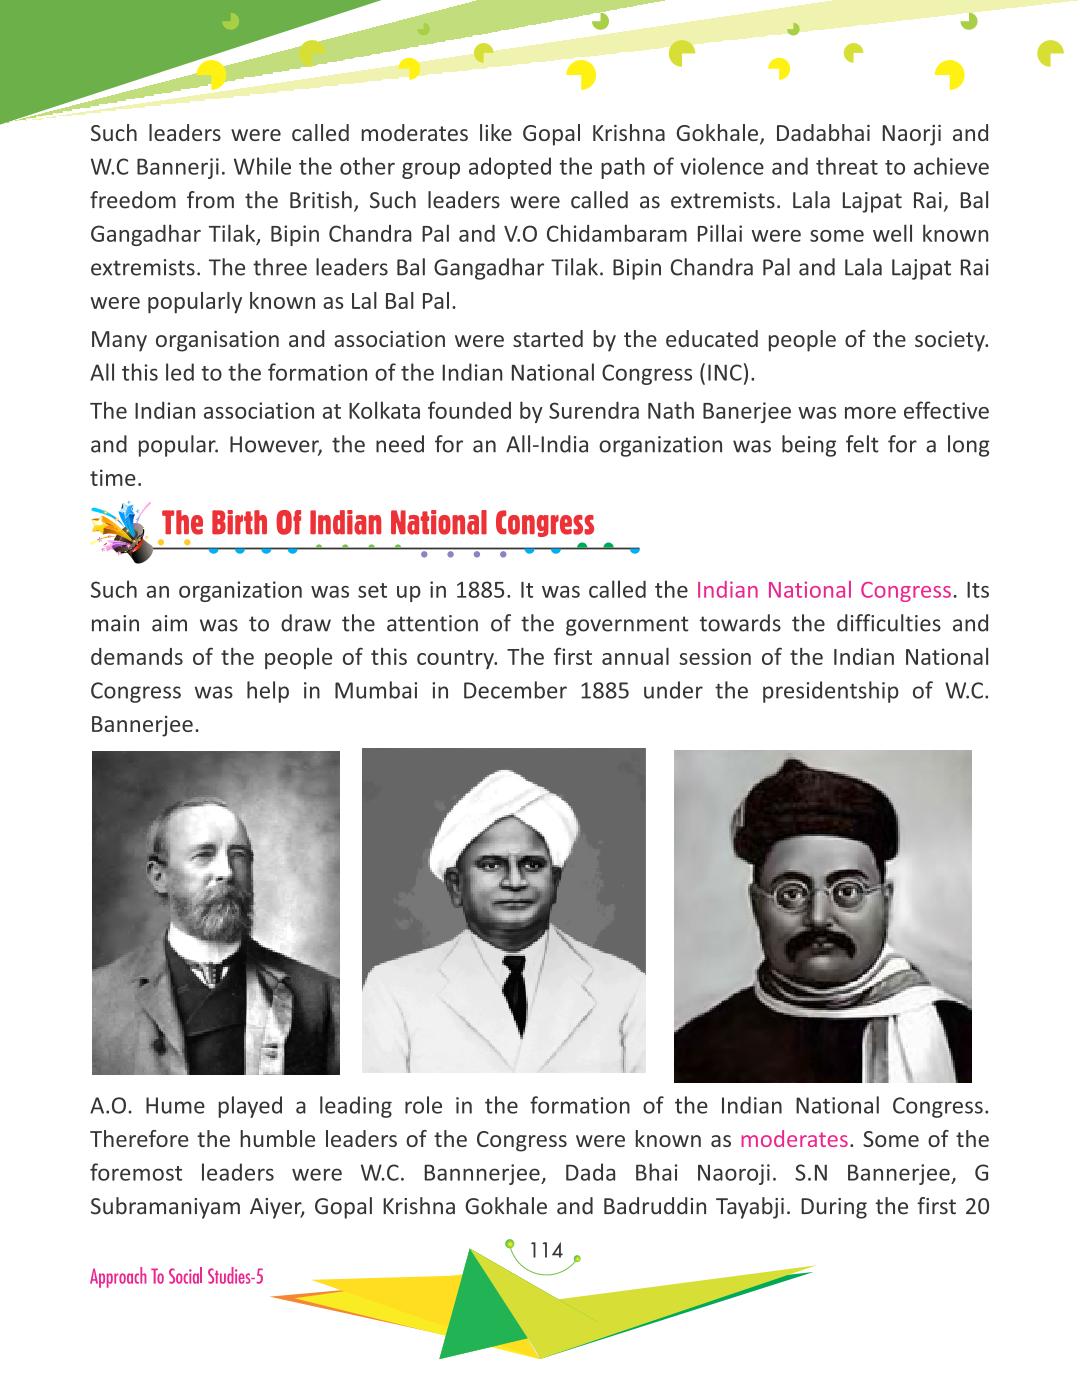 Such leaders were called moderates like Gopal Krishna Gokhale, Dadabhai Naorji and
W.C Bannerji. While the other group adopted the path of violence and threat to achieve
freedom from the British, Such leaders were called as extremists. Lala Lajpat Rai, Bal
Gangadhar Tilak, Bipin Chandra Pal and V.O Chidambaram Pillai were some well known
extremists. The three leaders Bal Gangadhar Tilak. Bipin Chandra Pal and Lala Lajpat Rai
were popularly known as Lal Bal Pal.
Many organisation and association were started by the educated people of the society.
All this led to the formation of the Indian National Congress (INC).
The Indian association at Kolkata founded by Surendra Nath Banerjee was more effective
and popular. However, the need for an All-India organization was being felt for a long
time.
The Birth Of Indian National Congress
Such an organization was set up in 1885. It was called the Indian National Congress. Its
main aim was to draw the attention of the government towards the difficulties and
demands of the people of this country. The first annual session of the Indian National
Congress was help in Mumbai in December 1885 under the presidentship of W.C.
Bannerjee.
A.O. Hume played a leading role in the formation of the Indian National Congress.
Therefore the humble leaders of the Congress were known as moderates. Some of the
foremost leaders were W.C. Bannnerjee, Dada Bhai Naoroji. S.N Bannerjee, G
Subramaniyam Aiyer, Gopal Krishna Gokhale and Badruddin Tayabji. During the first 20
114
Approach To Social Studies-5